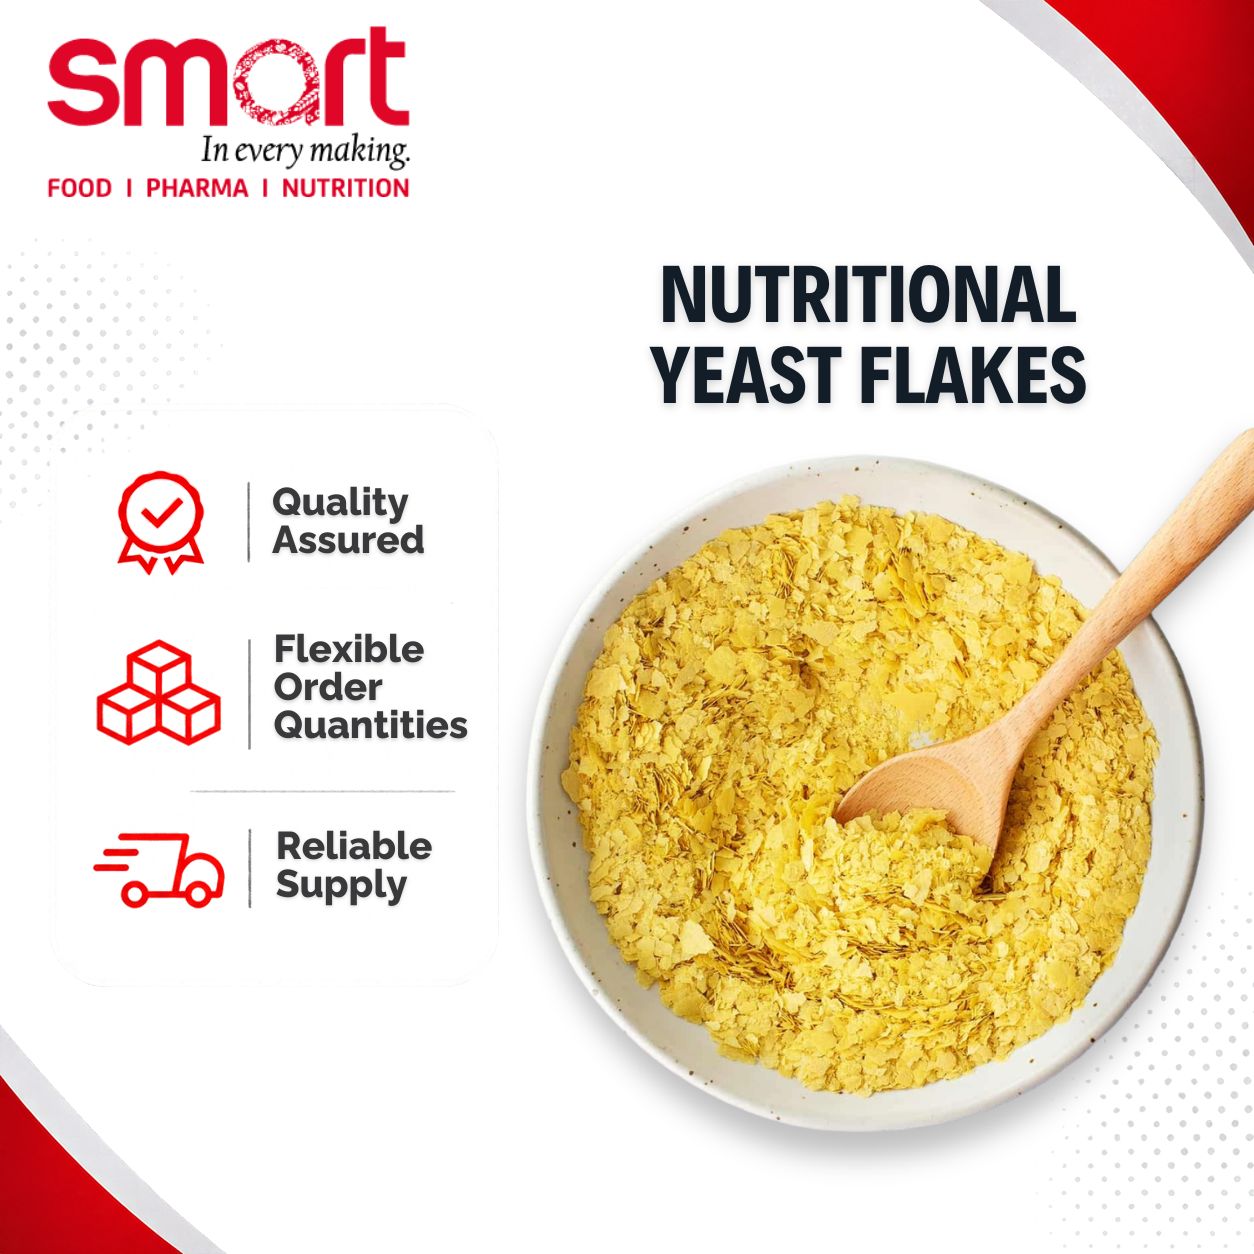 smart
In every making.
FOOD I PHARMA I NUTRITION
NUTRITIONAL
YEAST FLAKES
Quality
Assured
Flexible
Order
Quantities
Reliable
Supply